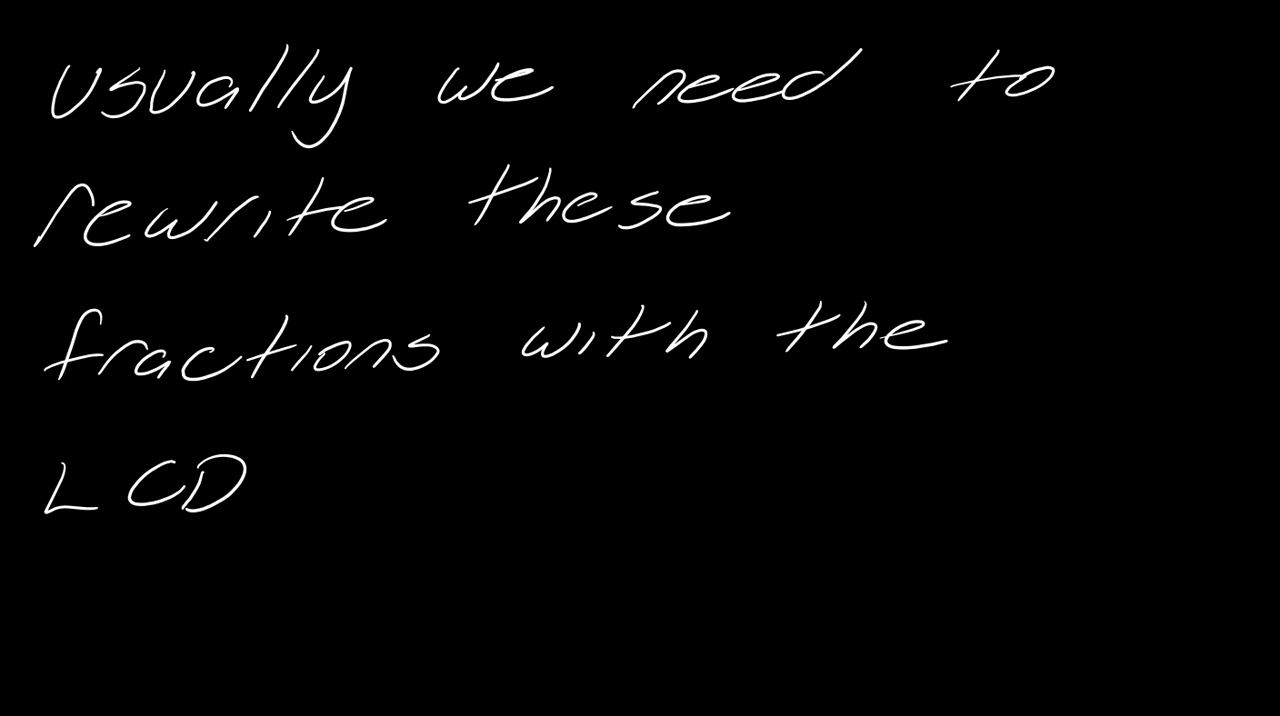 usually we need to
rewrite these
fractions with the
LCD